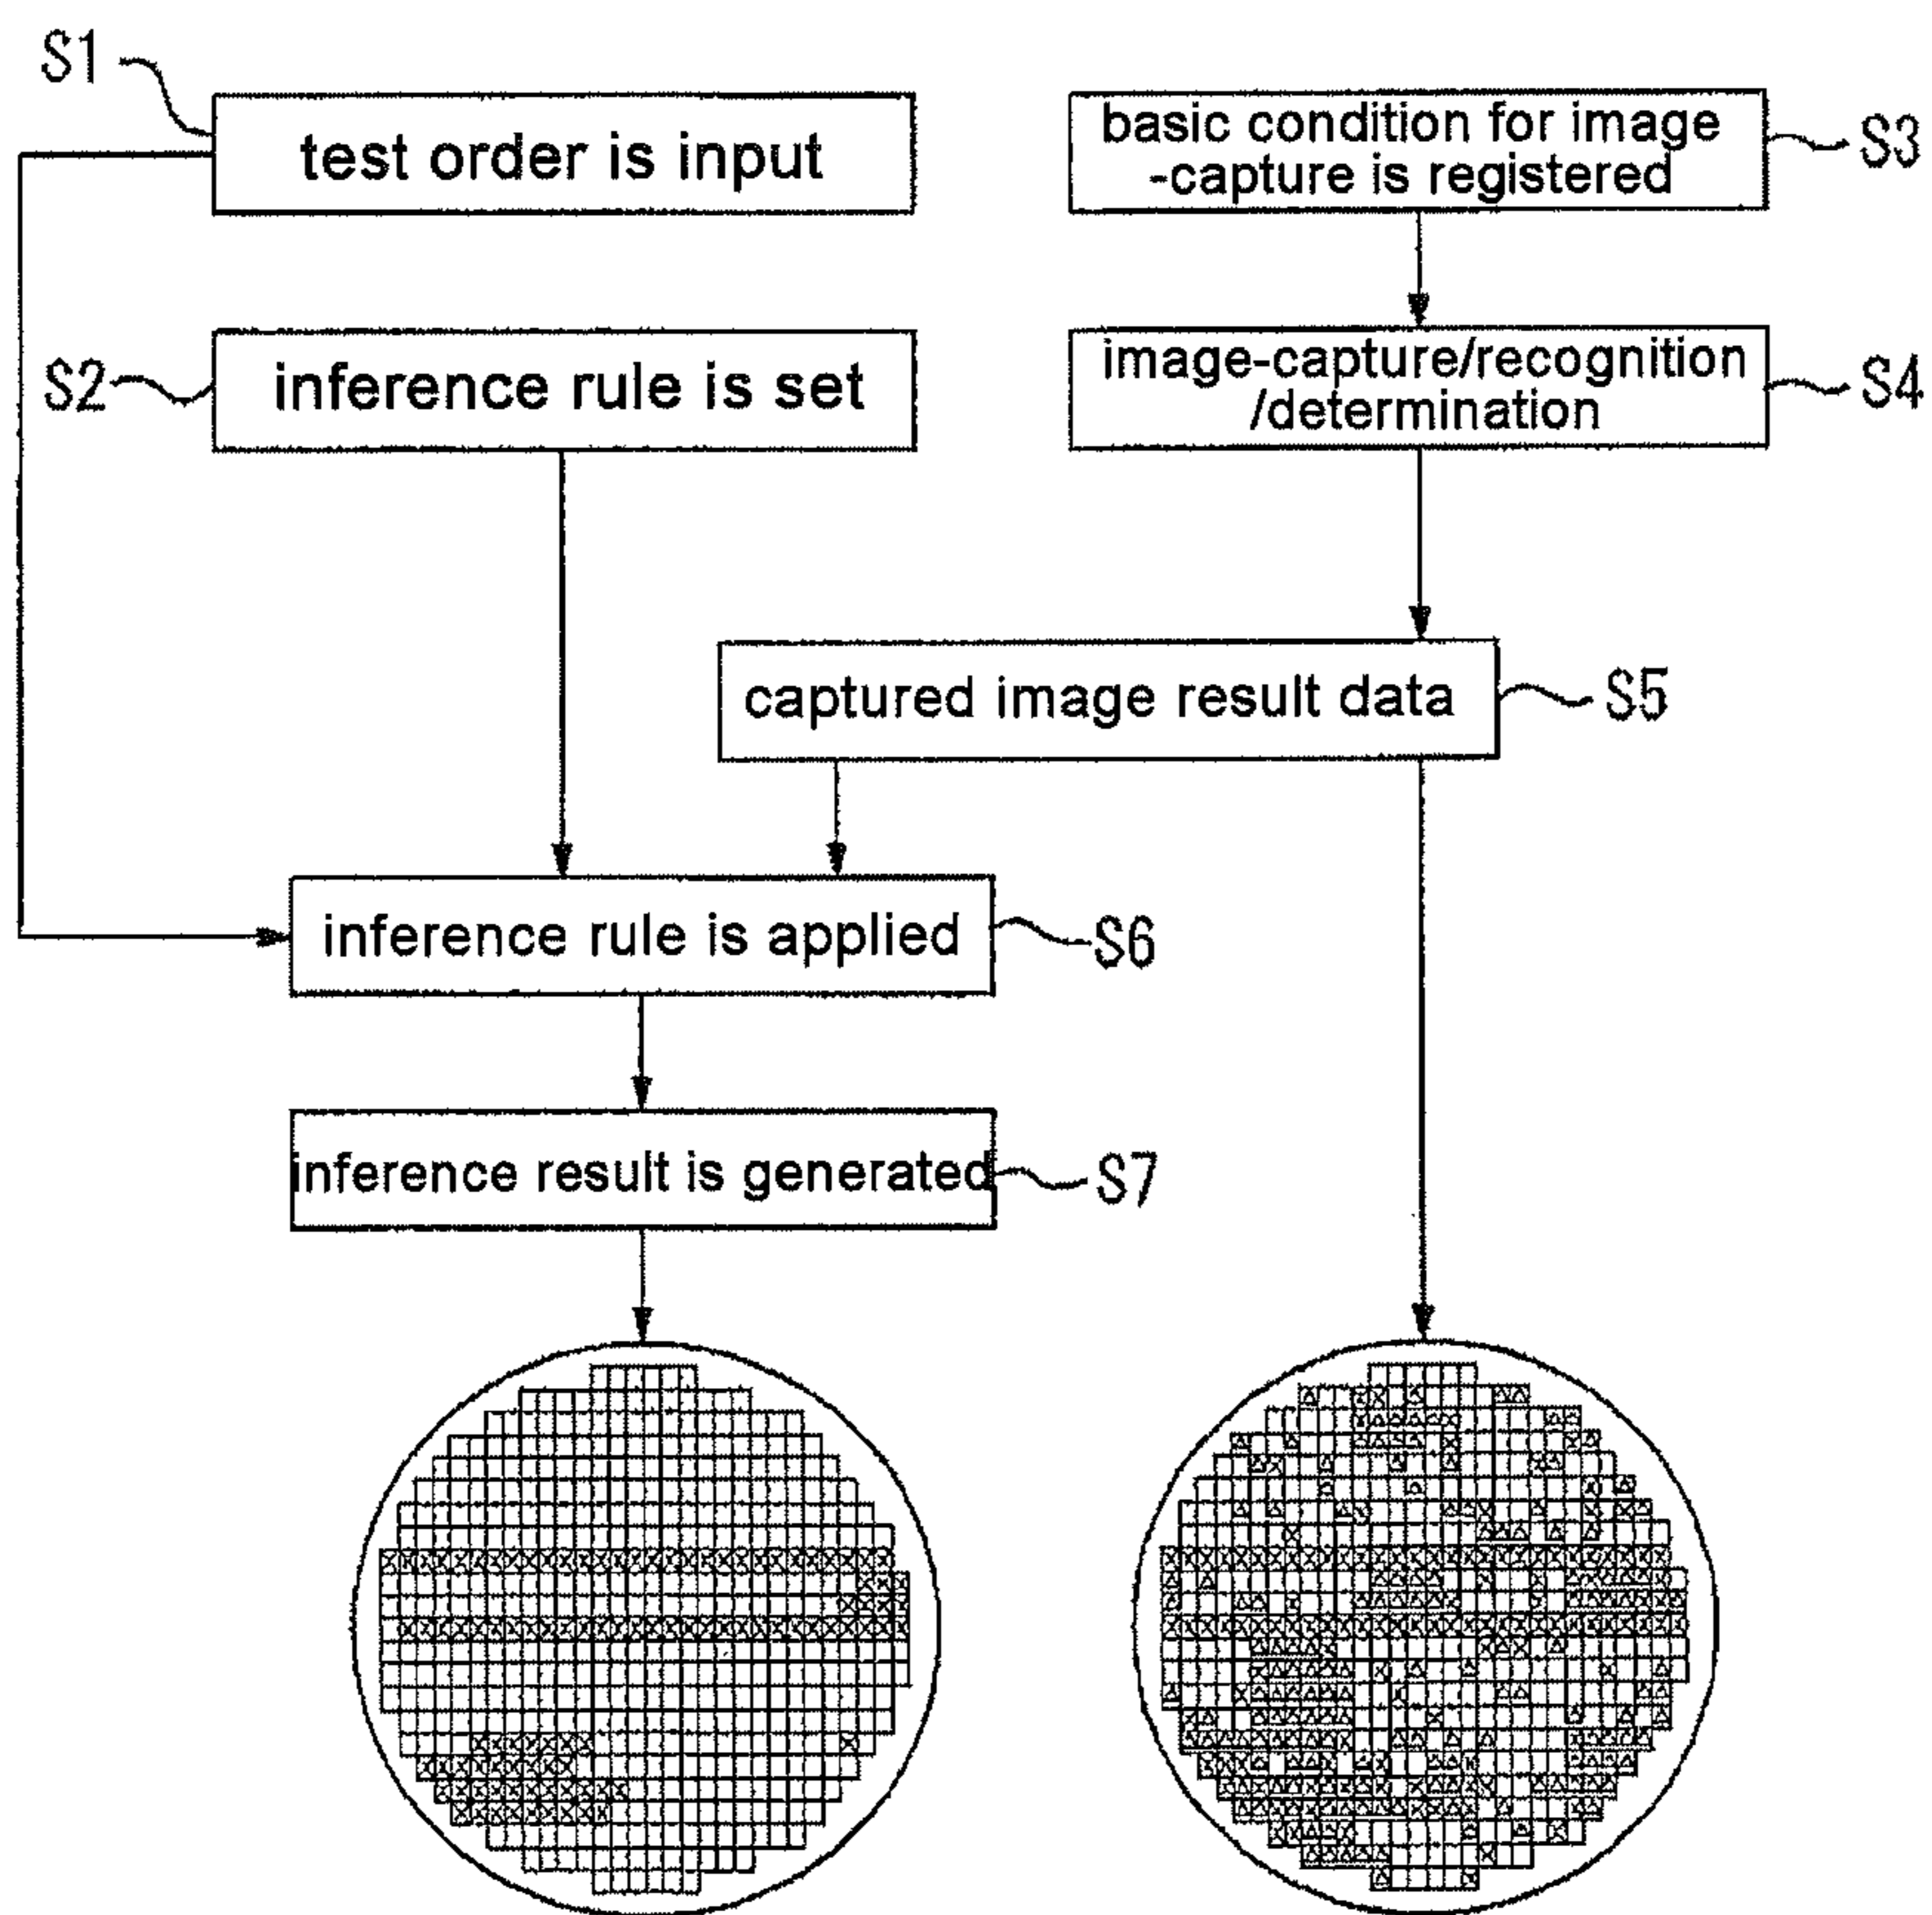 S1
test order is input
basic condition for image
-capture is registered
S3
S2
inference rule is set
image-capture/recognition
/determination
S4
captured image result data
S5
inference rule is applied
S6
inference result is generated
S7